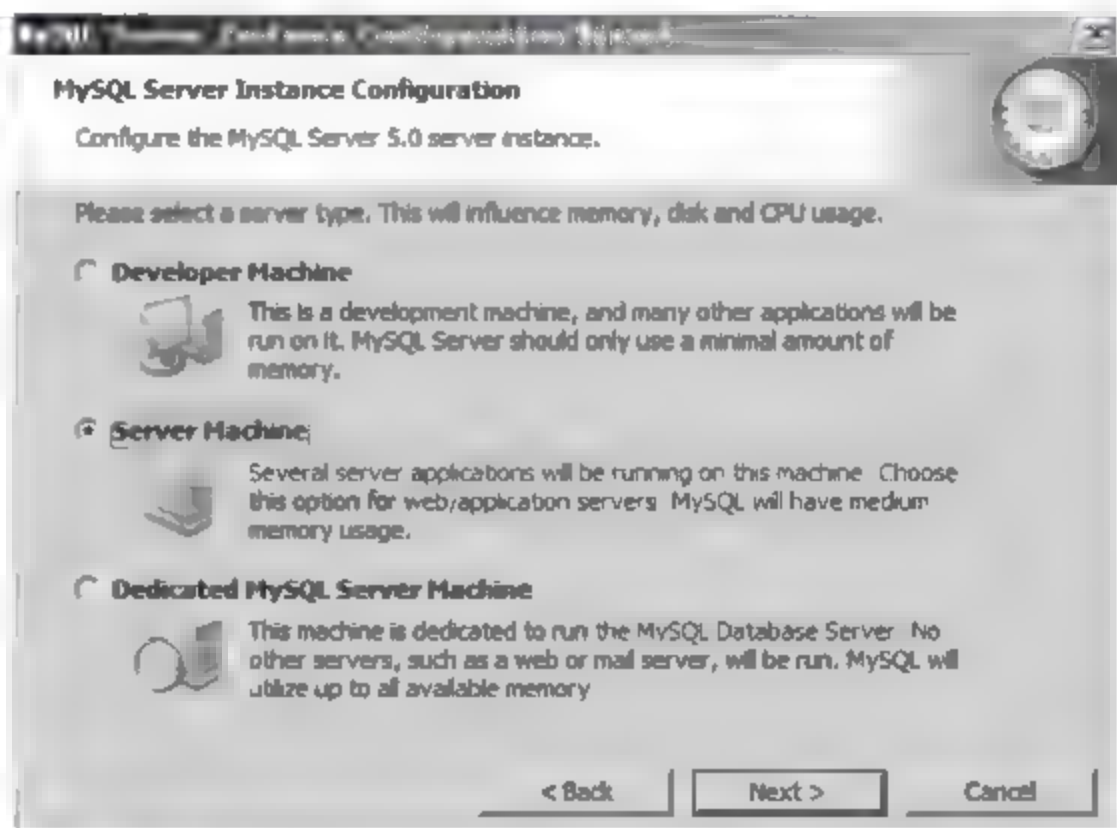 MySQL Server Instance Configuration
Configure the MySQL Server 5.0 server instance.
Please select a server type. This will influence memory, disk and CPU usage.
Developer Machine
This is a development machine, and many other applications will be
run on it. MySQL Server should only use a minimal amount of
memory.
Server Machine
Several server applications will be running on this machine. Choose
this option for web/application servers. MySQL will have medium
memory usage.
Dedicated MySQL Server Machine
This machine is dedicated to run the MySQL Database Server. No
other servers, such as a web or mail server, will be run. MySQL will
utilize up to all available memory
< Back
Next >
Cancel